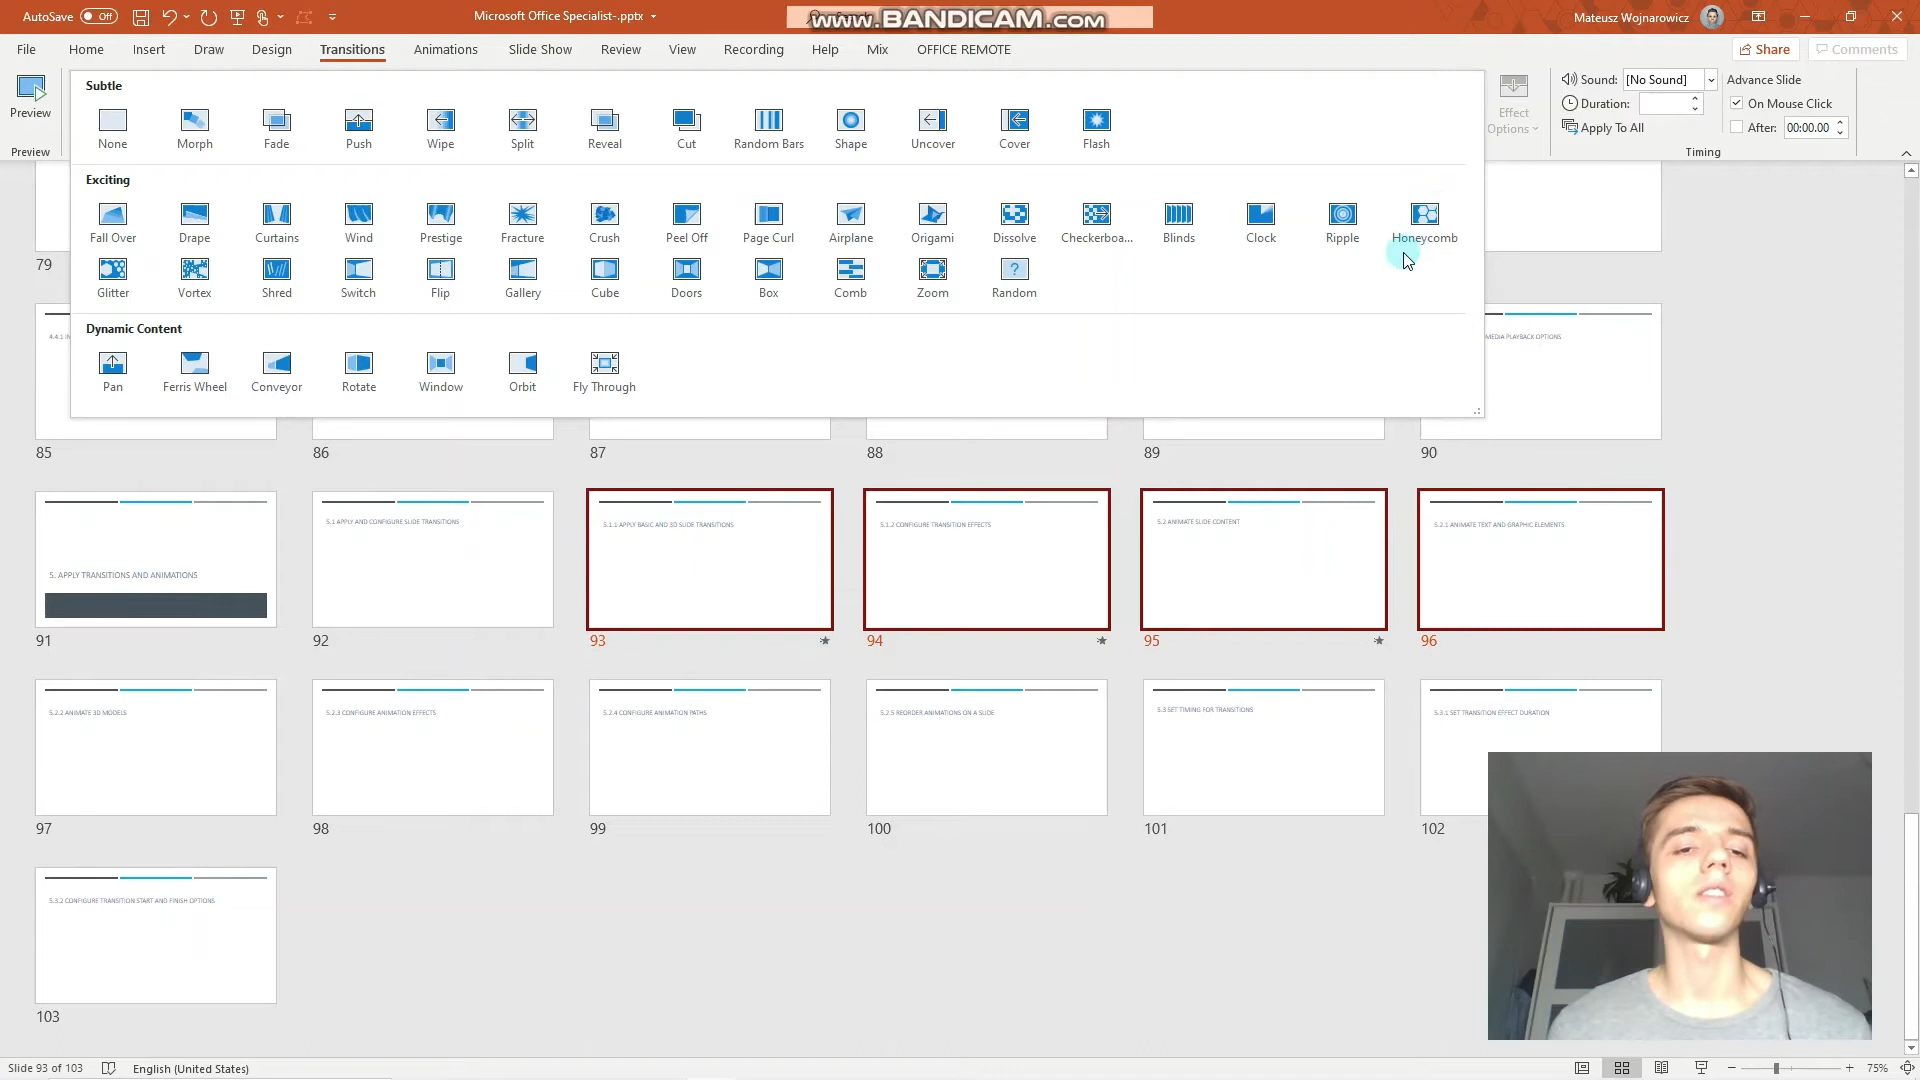 AutoSave Off
Microsoft Office Specialist-.pptx
www.BANDICAM.com
Mateusz Wojnarowicz
File Home Insert Draw Design Transitions Animations Slide Show Review View Recording Help Mix OFFICE REMOTE
Share Comments
Preview
Preview
Subtle
None Morph Fade Push Wipe Split Reveal Cut Random Bars Shape Uncover Cover Flash
Exciting
Fall Over Drape Curtains Wind Prestige Fracture Crush Peel Off Page Curl Airplane Origami Dissolve Checkerboa... Blinds Clock Ripple Honeycomb
Glitter Vortex Shred Switch Flip Gallery Cube Doors Box Comb Zoom Random
Dynamic Content
Pan Ferris Wheel Conveyor Rotate Window Orbit Fly Through
Effect
Options
Sound: [No Sound]
Duration:
Apply To All
Advance Slide
On Mouse Click
After: 00:00.00
Timing
79
4.4.1
MEDIA PLAYBACK OPTIONS
85 86 87 88 89 90
5. APPLY TRANSITIONS AND ANIMATIONS
5.1 APPLY AND CONFIGURE SLIDE TRANSITIONS
5.1.1 APPLY BASIC AND 3D SLIDE TRANSITIONS
5.1.2 CONFIGURE TRANSITION EFFECTS
5.2 ANIMATE SLIDE CONTENT
5.2.1 ANIMATE TEXT AND GRAPHIC ELEMENTS
91 92 93 94 95 96
5.2.2 ANIMATE 3D MODELS
5.2.3 CONFIGURE ANIMATION EFFECTS
5.2.4 CONFIGURE ANIMATION PATHS
5.2.5 REORDER ANIMATIONS ON A SLIDE
5.3 SET TIMING FOR TRANSITIONS
5.3.1 SET TRANSITION EFFECT DURATION
97 98 99 100 101 102
5.3.2 CONFIGURE TRANSITION START AND FINISH OPTIONS
103
Slide 93 of 103 English (United States)
75%